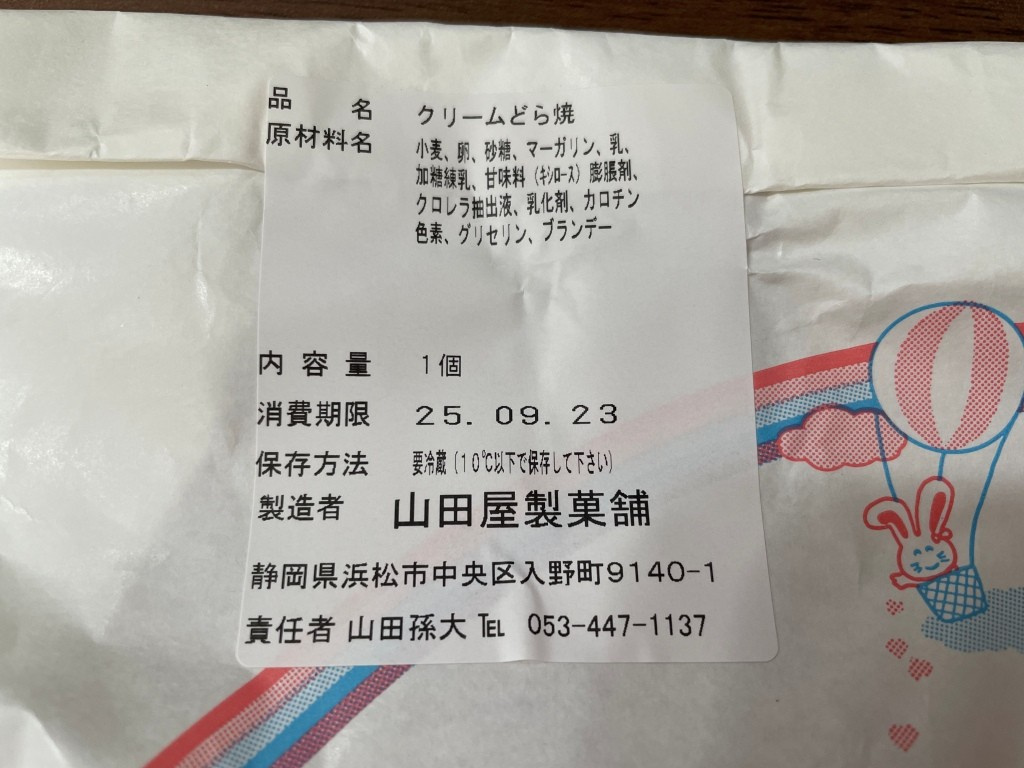 品名 クリームどら焼
原材料名 小麦、卵、砂糖、マーガリン、乳、
加糖練乳、甘味料（キシロース）膨脹剤、
クロレラ抽出液、乳化剤、カロチン
色素、グリセリン、ブランデー
内容量 1個
消費期限 25. 09. 23
保存方法 要冷蔵（10℃以下で保存して下さい）
製造者 山田屋製菓舗
静岡県浜松市中央区入野町9140-1
責任者 山田孫大 ℡ 053-447-1137